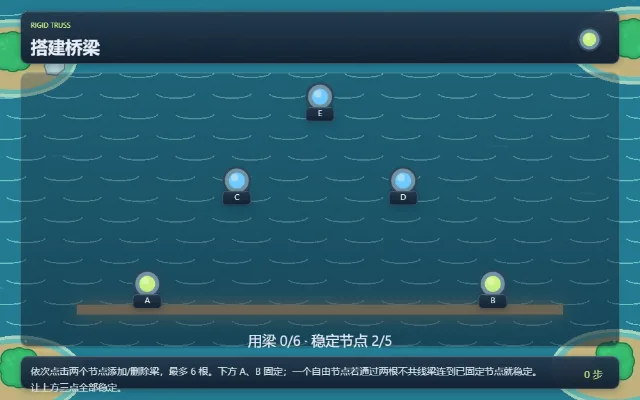 RIGID TRUSS
搭建桥梁
E
C
D
A
B
用梁 0/6 · 稳定节点 2/5
依次点击两个节点添加/删除梁，最多 6 根。下方 A、B 固定；一个自由节点若通过两根不共线梁连到已固定节点就稳定。
让上方三点全部稳定。
0 步